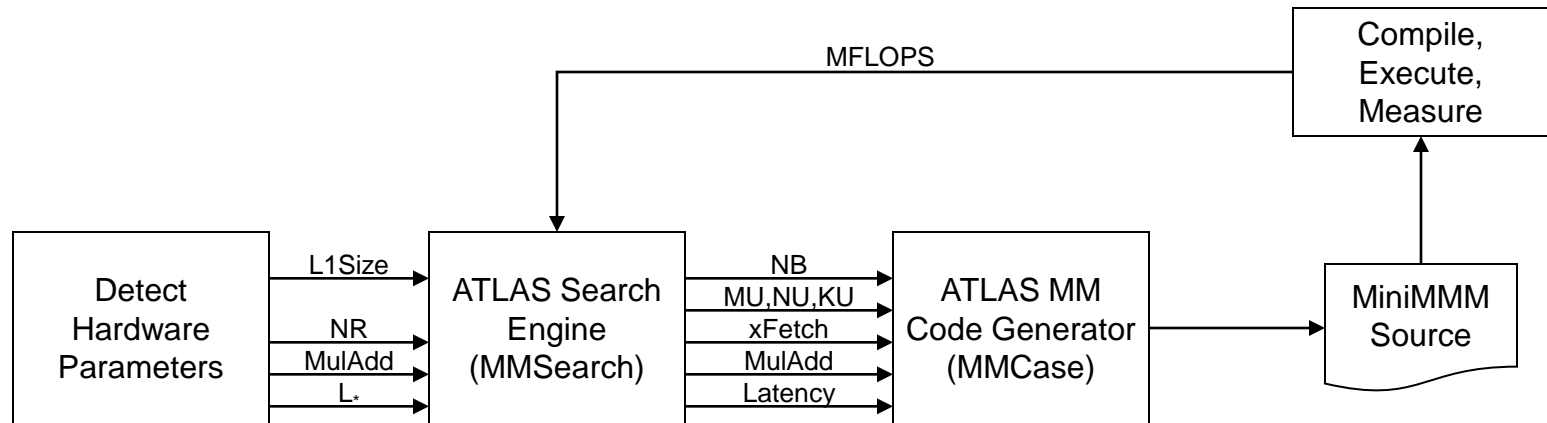 MFLOPS
Compile,
Execute,
Measure
Detect
Hardware
Parameters
L1Size
NR
MulAdd
L*
ATLAS Search
Engine
(MMSearch)
NB
MU,NU,KU
xFetch
MulAdd
Latency
ATLAS MM
Code Generator
(MMCase)
MiniMMM
Source